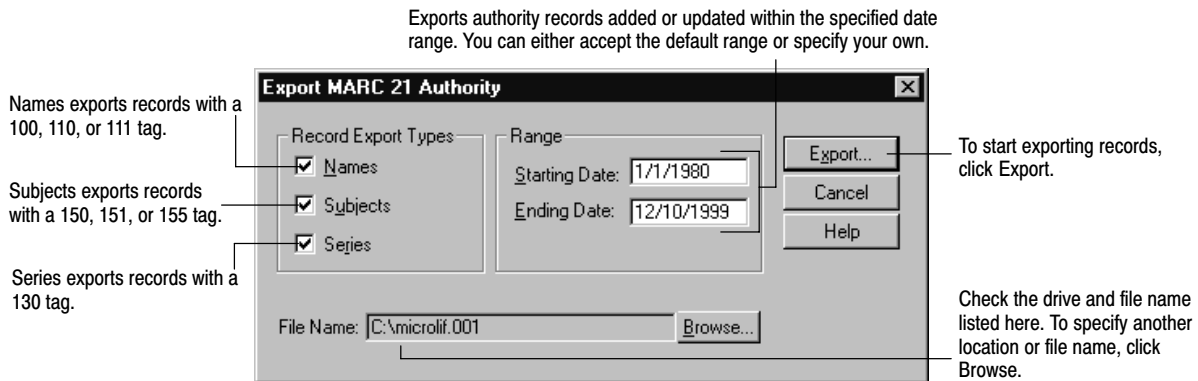 Exports authority records added or updated within the specified date
range. You can either accept the default range or specify your own.
Export MARC 21 Authority
Names exports records with a
100, 110, or 111 tag.
Subjects exports records
with a 150, 151, or 155 tag.
Series exports records with a
130 tag.
Record Export Types
Names
Subjects
Series
Range
Starting Date: 1/1/1980
Ending Date: 12/10/1999
Export...
Cancel
Help
To start exporting records,
click Export.
File Name: C:\microlif.001
Browse...
Check the drive and file name
listed here. To specify another
location or file name, click
Browse.